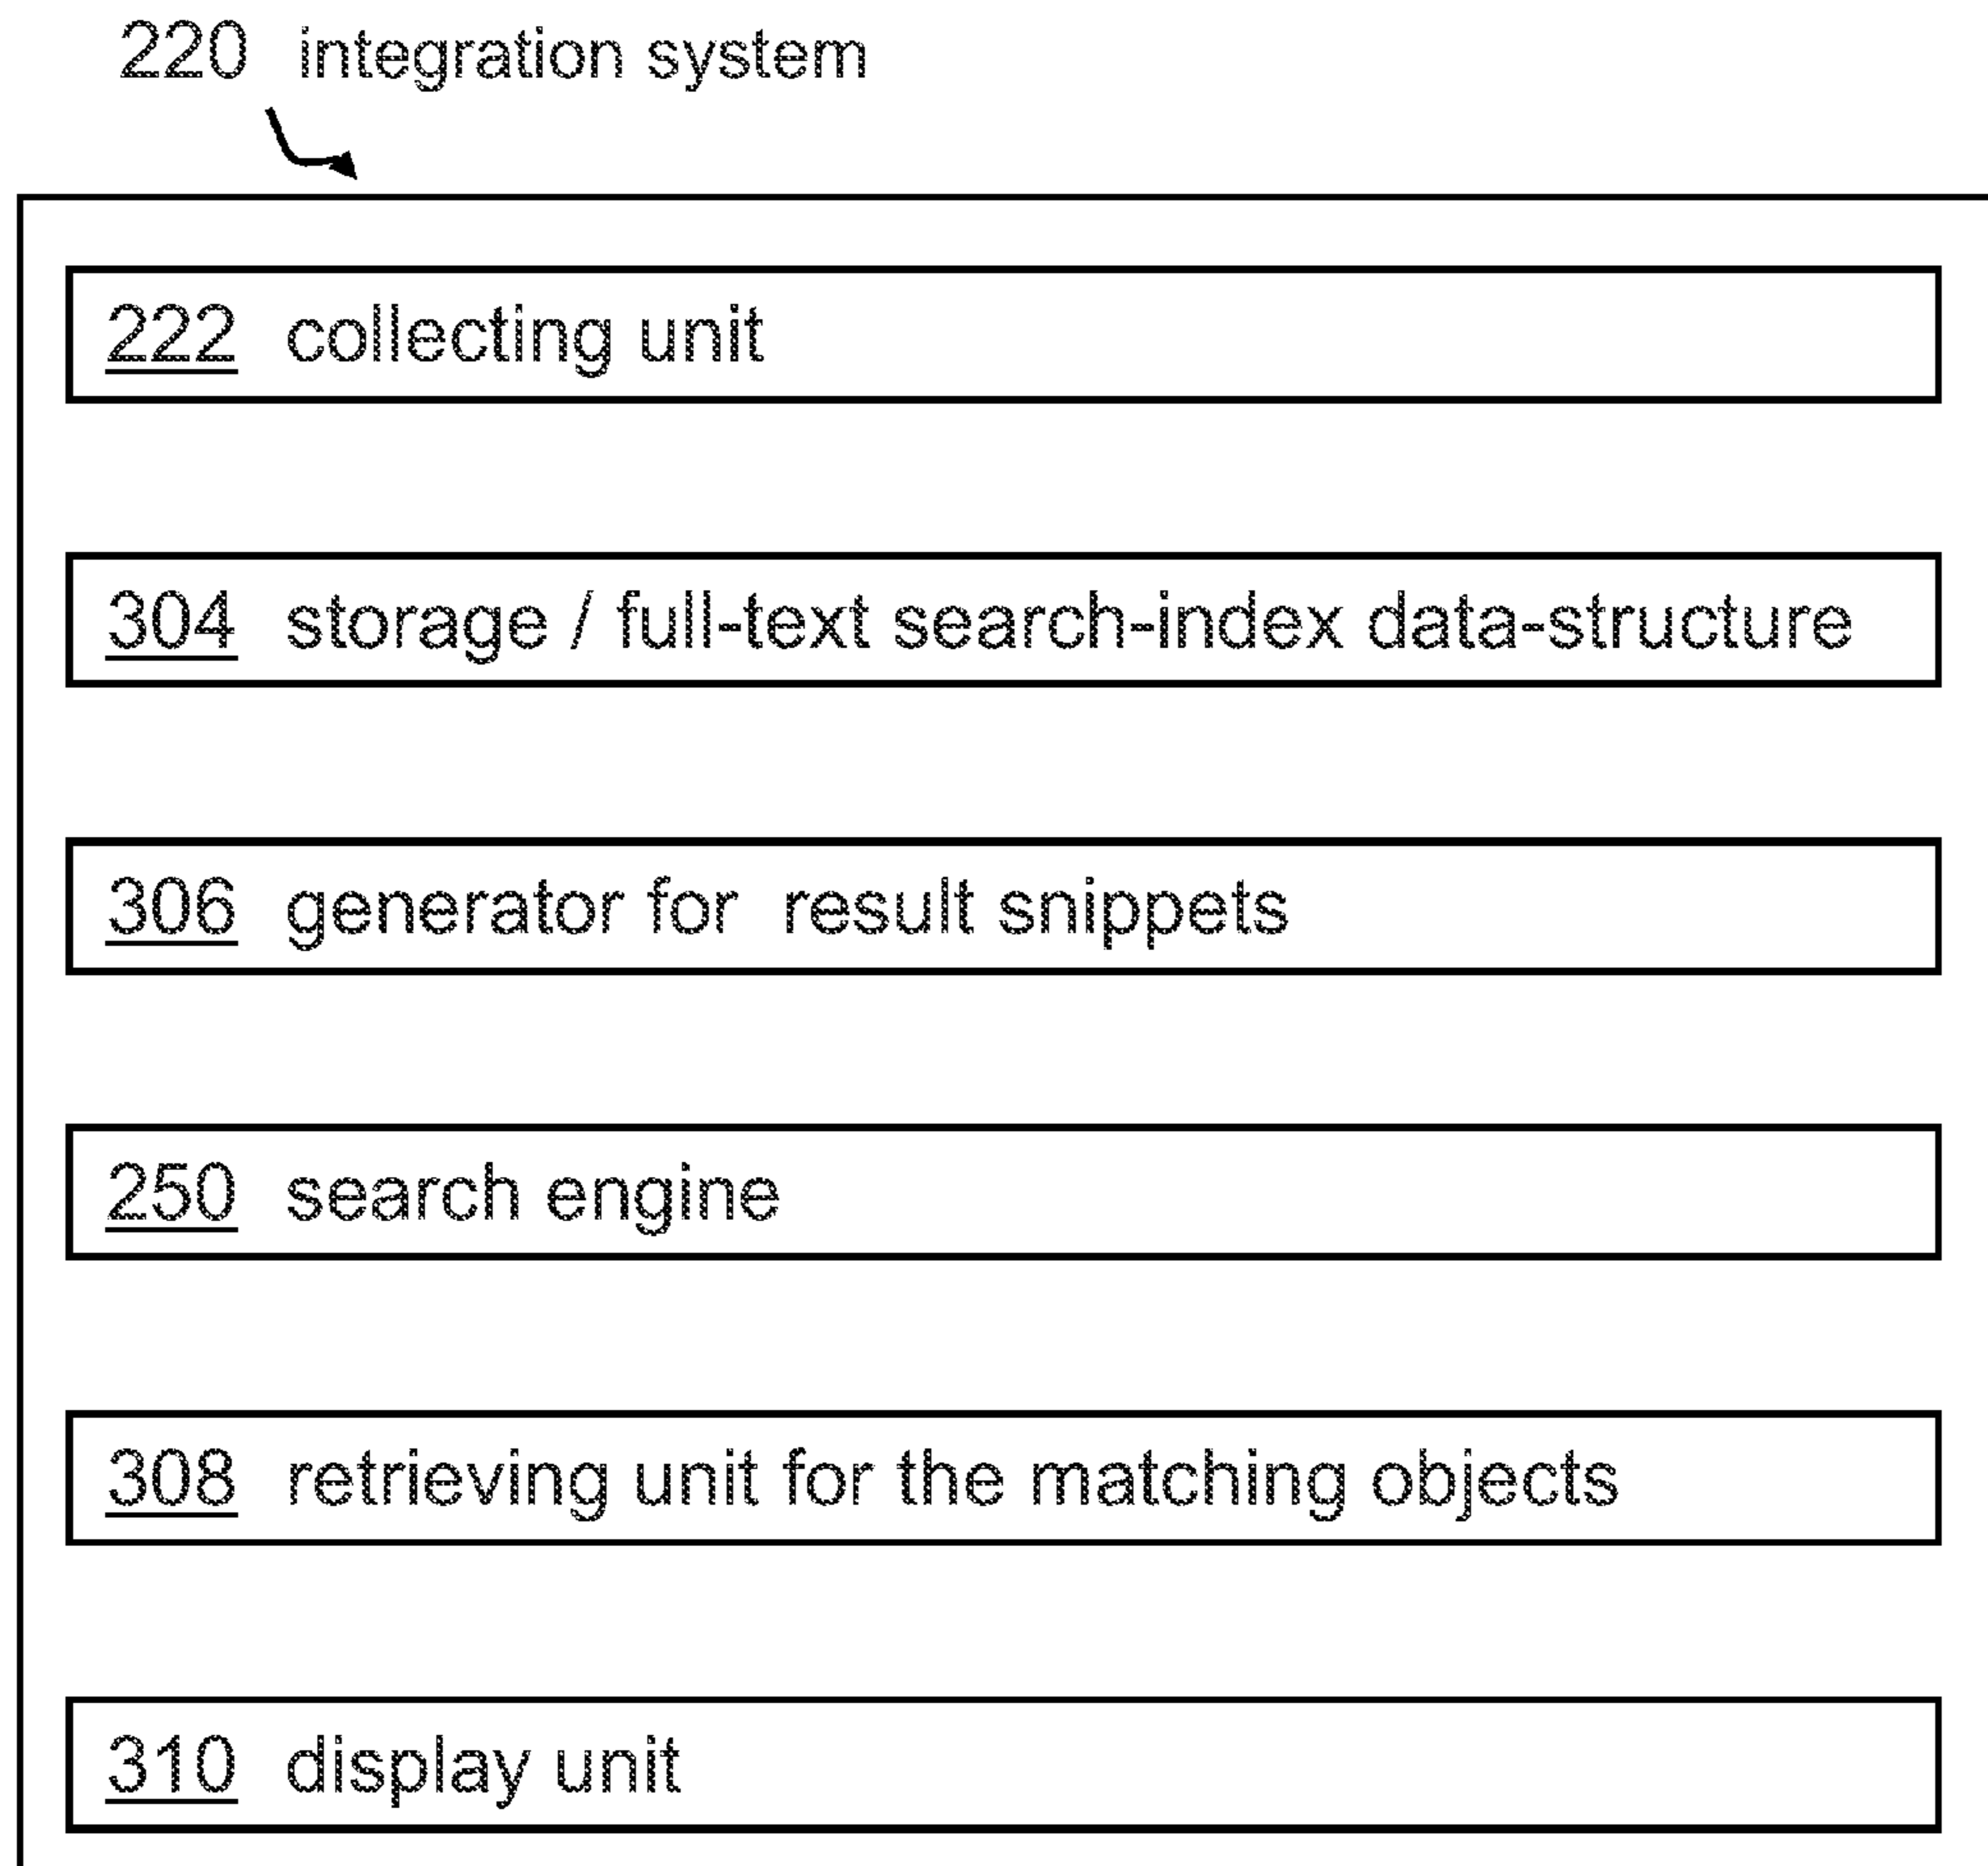 220 integration system
222 collecting unit
304 storage / full-text search-index data-structure
306 generator for result snippets
250 search engine
308 retrieving unit for the matching objects
310 display unit